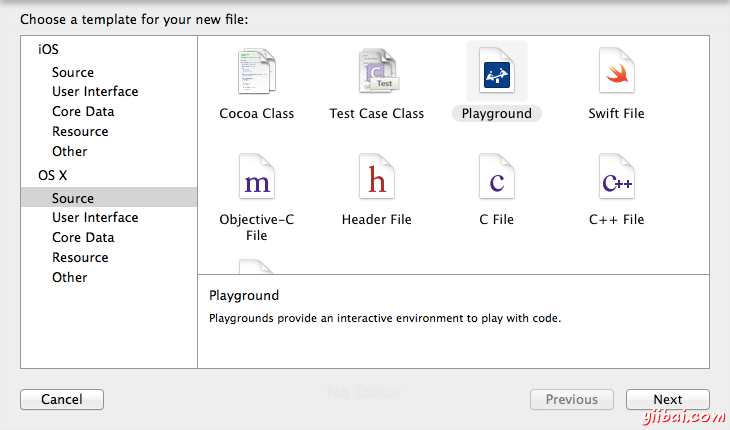 Choose a template for your new file:
iOS
Source
User Interface
Core Data
Resource
Other
OS X
Source
User Interface
Core Data
Resource
Other
Cocoa Class
Test
Test Case Class
Playground
Swift File
m
Objective-C
File
h
Header File
c
C File
c++
C++ File
Playground
Playgrounds provide an interactive environment to play with code.
No Editor
Cancel
Previous
Next
yiibai.com